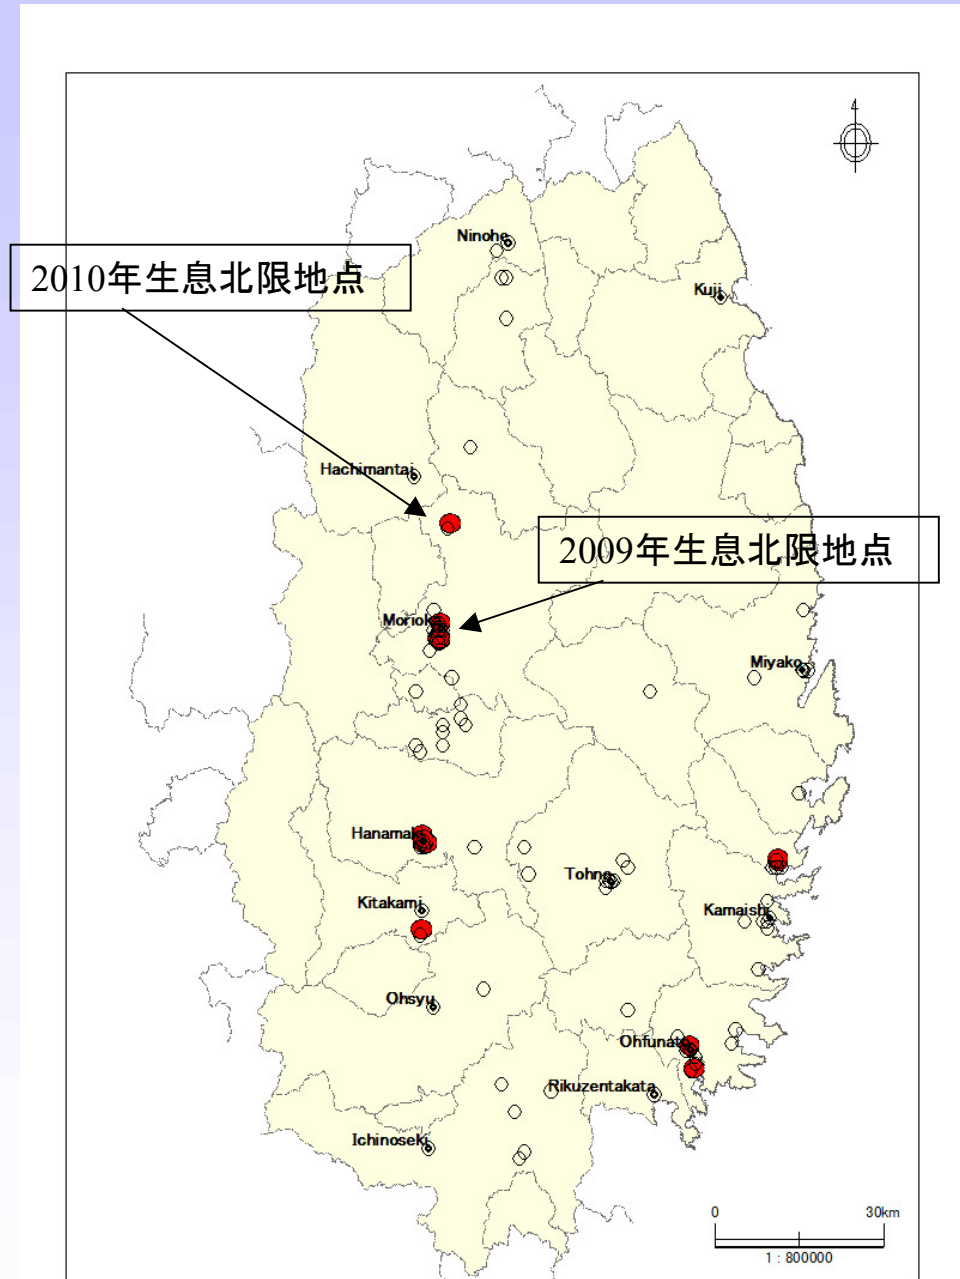 4
Ninohe
2010年生息北限地点
Kuji
Hachimantai
2009年生息北限地点
Morioka
Miyako
Hanamaki
Tohno
Kitakami
Kamaishi
Ohsyu
Ohfunato
Rikuzentakata
Ichinoseki
0 30km
1 : 800000